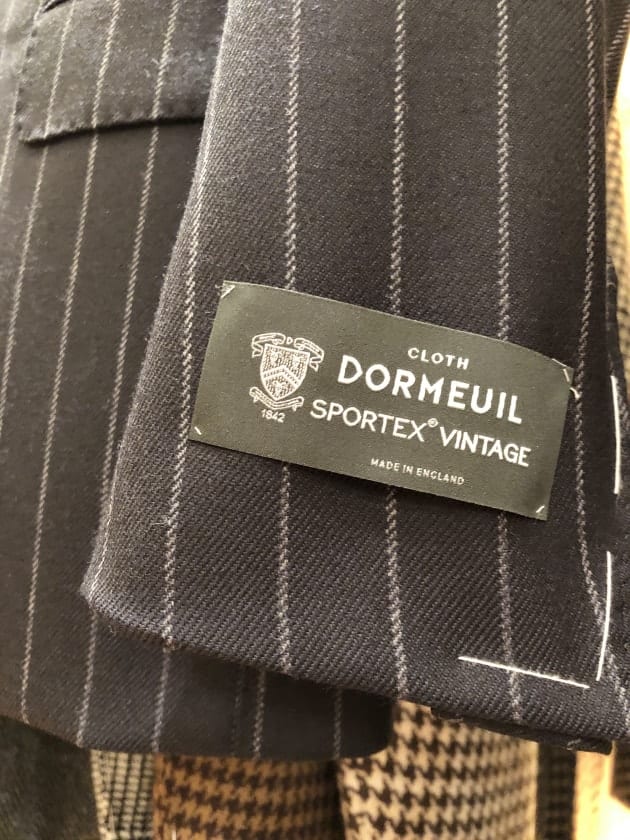 CLOTH
DORMEUIL
SPORTEX® VINTAGE
1842
MADE IN ENGLAND